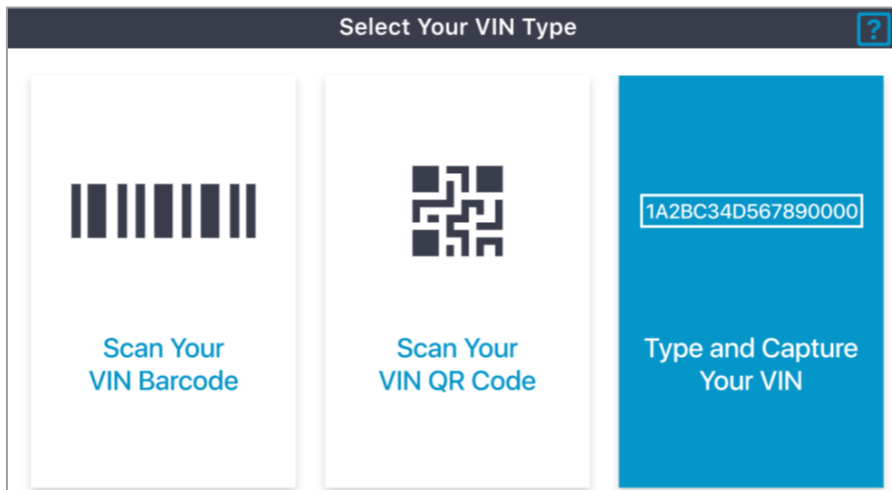 Select Your VIN Type
?
1A2BC34D567890000
Scan Your
VIN Barcode
Scan Your
VIN QR Code
Type and Capture
Your VIN